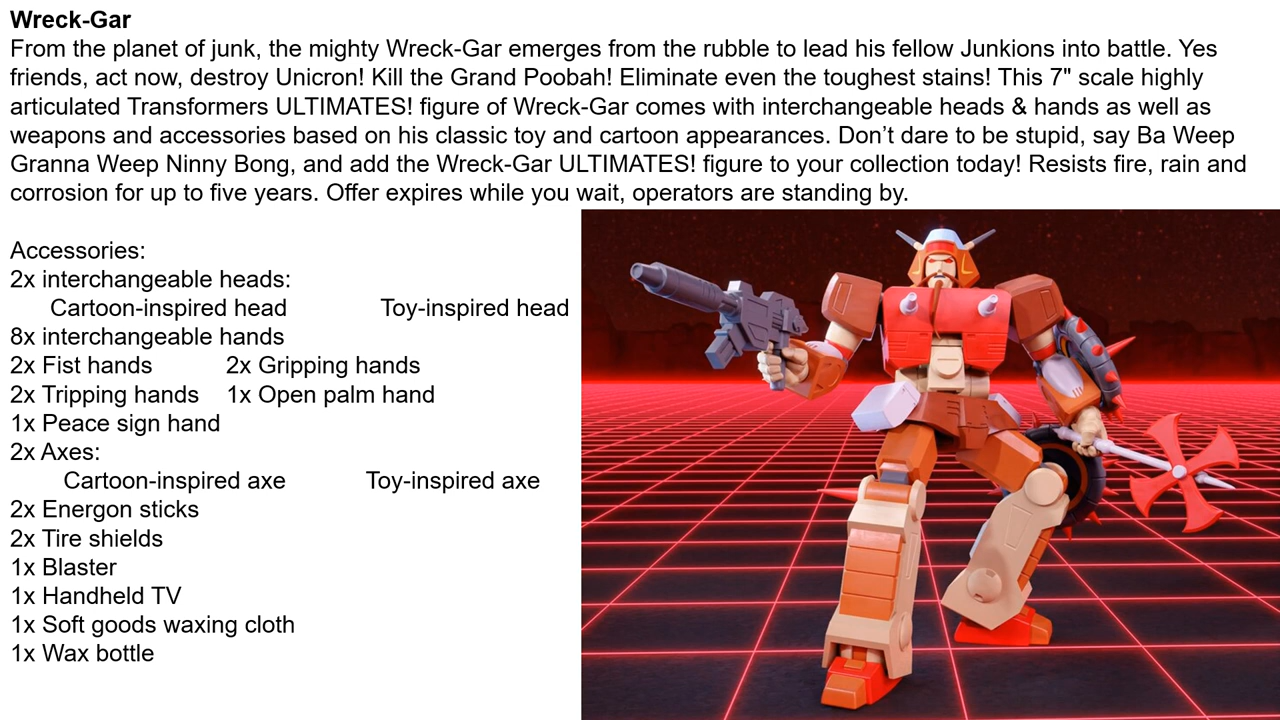 Wreck-Gar
From the planet of junk, the mighty Wreck-Gar emerges from the rubble to lead his fellow Junkions into battle. Yes
friends, act now, destroy Unicron! Kill the Grand Poobah! Eliminate even the toughest stains! This 7" scale highly
articulated Transformers ULTIMATES! figure of Wreck-Gar comes with interchangeable heads & hands as well as
weapons and accessories based on his classic toy and cartoon appearances. Don’t dare to be stupid, say Ba Weep
Granna Weep Ninny Bong, and add the Wreck-Gar ULTIMATES! figure to your collection today! Resists fire, rain and
corrosion for up to five years. Offer expires while you wait, operators are standing by.
Accessories:
2x interchangeable heads:
Cartoon-inspired head Toy-inspired head
8x interchangeable hands
2x Fist hands 2x Gripping hands
2x Tripping hands 1x Open palm hand
1x Peace sign hand
2x Axes:
Cartoon-inspired axe Toy-inspired axe
2x Energon sticks
2x Tire shields
1x Blaster
1x Handheld TV
1x Soft goods waxing cloth
1x Wax bottle